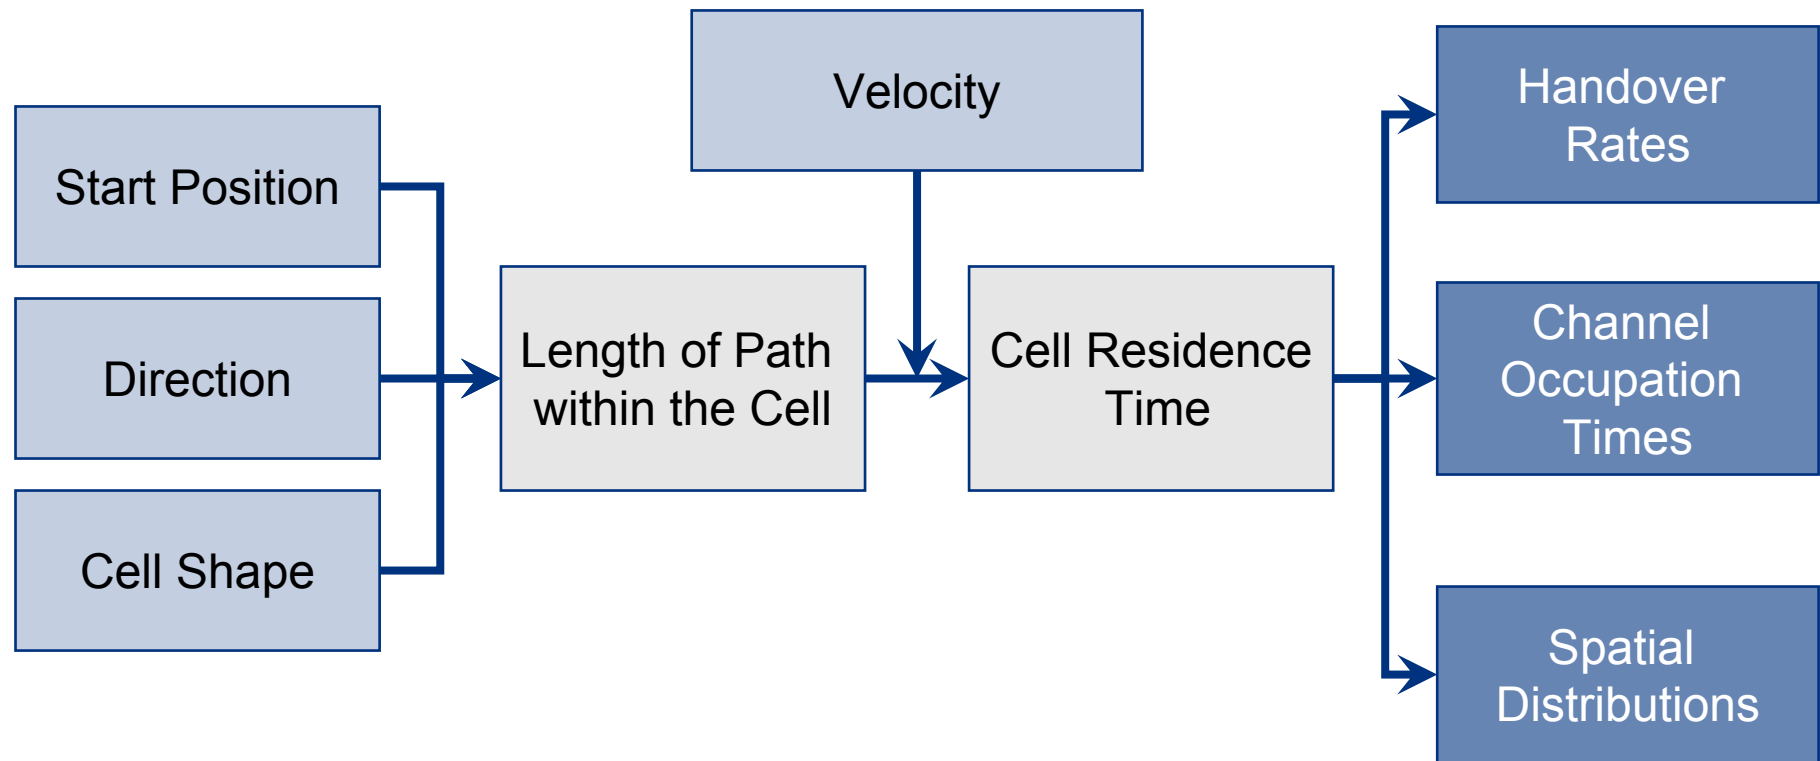 Velocity
Start Position
Direction
Cell Shape
Length of Path
within the Cell
Cell Residence
Time
Handover
Rates
Channel
Occupation
Times
Spatial
Distributions